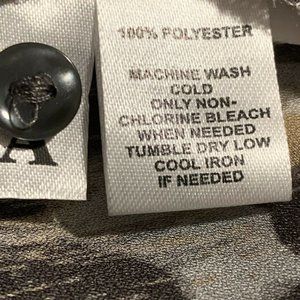 100% POLYESTER
MACHINE WASH
COLD
ONLY NON-
CHLORINE BLEACH
WHEN NEEDED
TUMBLE DRY LOW
COOL IRON
IF NEEDED
A